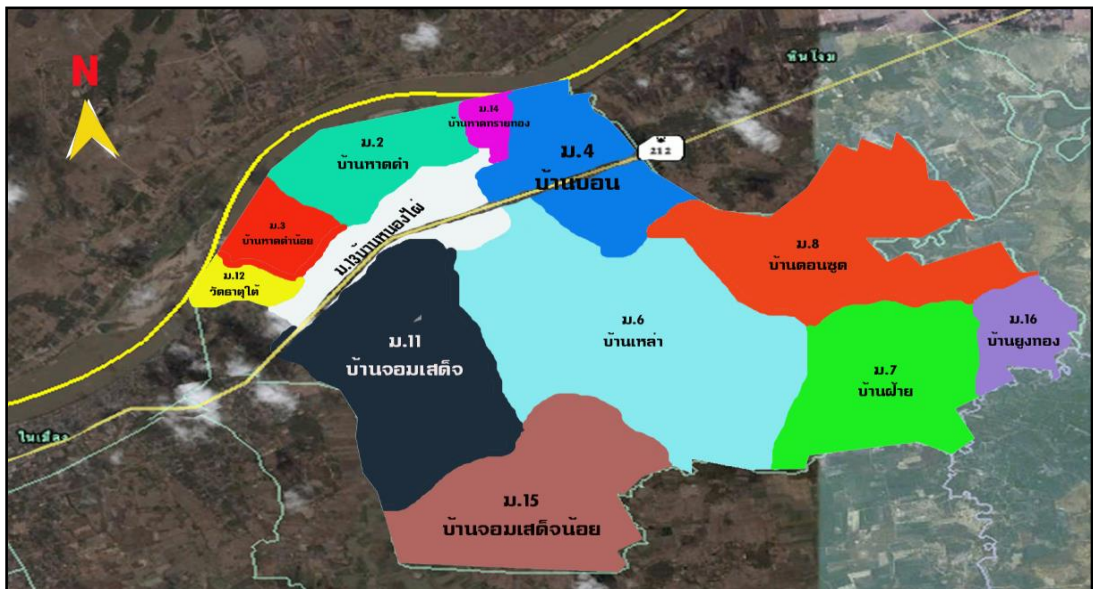 N
หินโงม
ม.14
บ้านหาดทรายทอง
ม.2
บ้านหาดคำ
ม.4
บ้านบ่อน
212
ม.3
บ้านหาดคำน้อย
ม.13บ้านหนองไผ่
ม.8
บ้านดอนขุด
ม.12
วัดธาตุใต้
ม.6
บ้านเหล่า
ม.16
บ้านยูงทอง
ม.11
บ้านจอมเสด็จ
ม.7
บ้านฝ้าย
ในเมือง
ม.15
บ้านจอมเสด็จน้อย